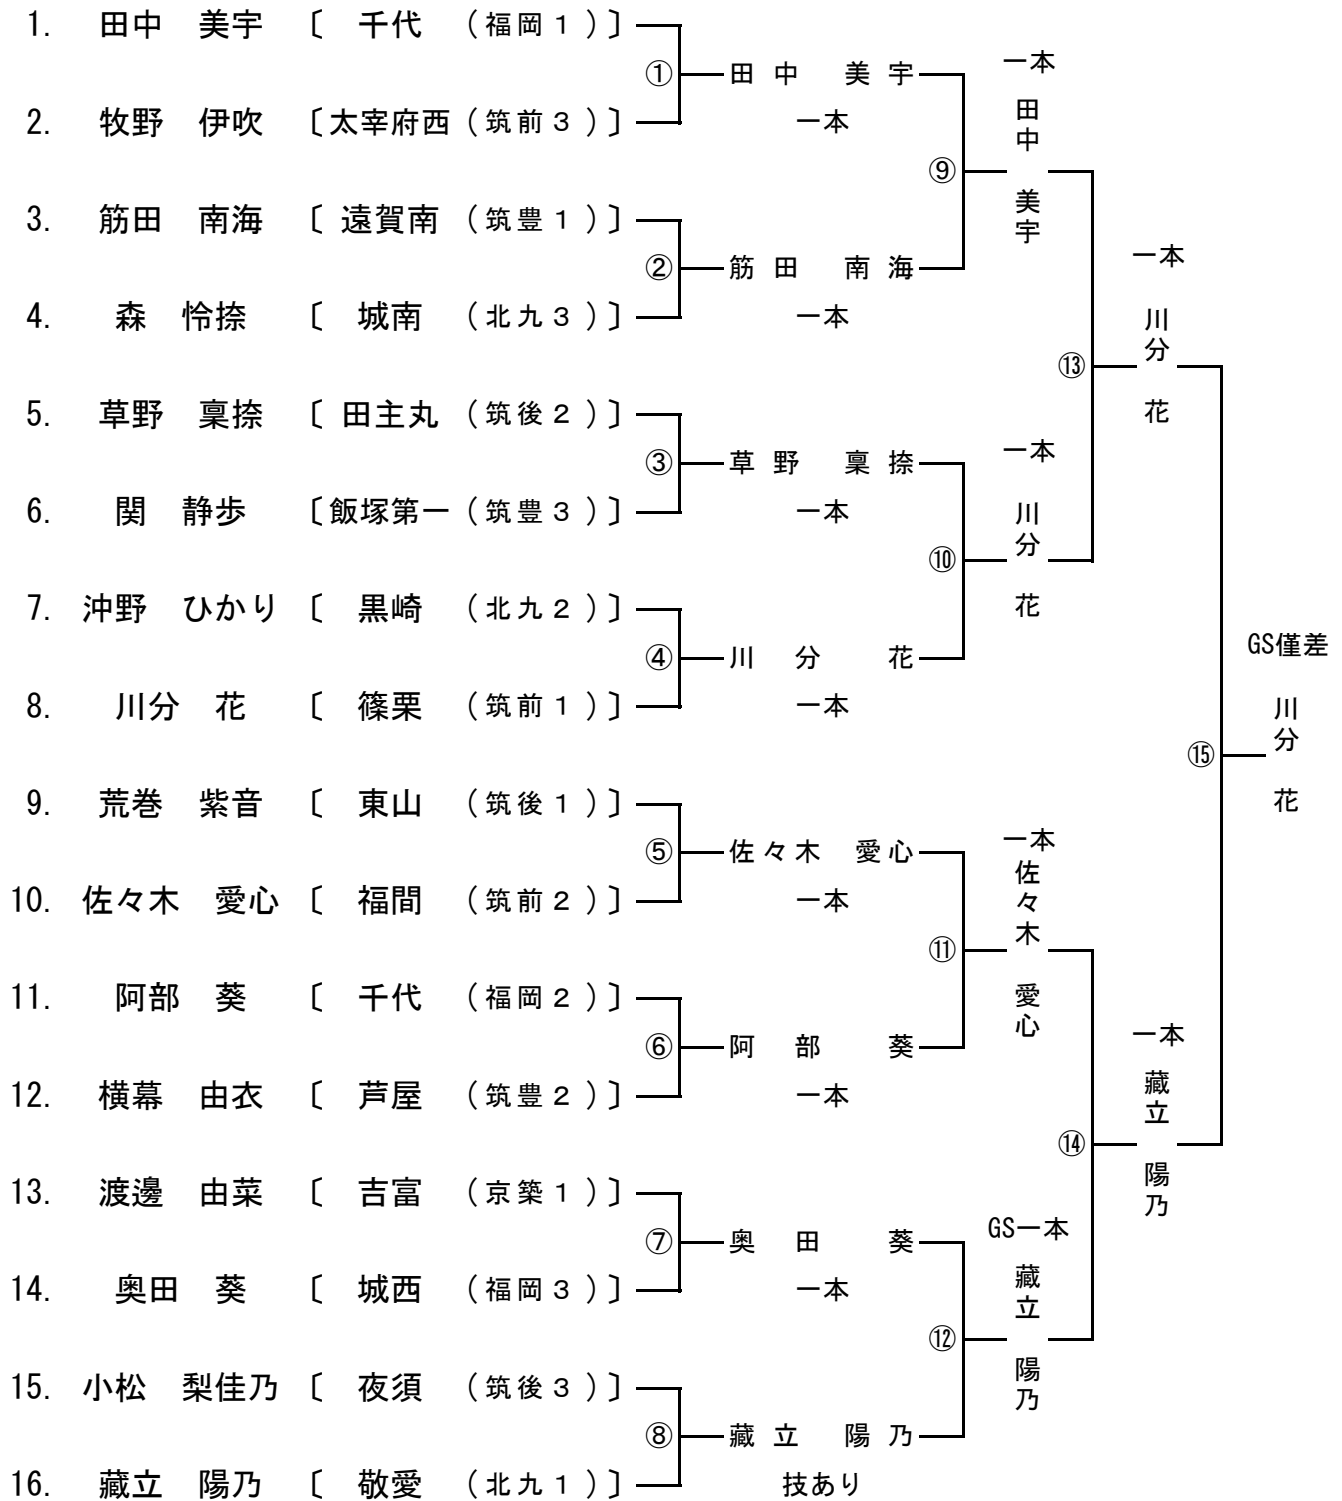 1. 田中 美宇 〔 千代 （福岡１）〕
2. 牧野 伊吹 〔太宰府西（筑前３）〕
3. 筋田 南海 〔 遠賀南 （筑豊１）〕
4. 森 怜捺 〔 城南 （北九３）〕
5. 草野 稟捺 〔 田主丸 （筑後２）〕
6. 関 静歩 〔飯塚第一（筑豊３）〕
7. 沖野 ひかり 〔 黒崎 （北九２）〕
8. 川分 花 〔 篠栗 （筑前１）〕
9. 荒巻 紫音 〔 東山 （筑後１）〕
10. 佐々木 愛心 〔 福間 （筑前２）〕
11. 阿部 葵 〔 千代 （福岡２）〕
12. 横幕 由衣 〔 芦屋 （筑豊２）〕
13. 渡邊 由菜 〔 吉富 （京築１）〕
14. 奥田 葵 〔 城西 （福岡３）〕
15. 小松 梨佳乃 〔 夜須 （筑後３）〕
16. 藏立 陽乃 〔 敬愛 （北九１）〕
① 田中 美宇
一本
② 筋田 南海
一本
③ 草野 稟捺
一本
④ 川分 花
一本
⑤ 佐々木 愛心
一本
⑥ 阿部 葵
一本
⑦ 奥田 葵
一本
⑧ 藏立 陽乃
技あり
⑨
一本
田中 美宇
⑩
一本
川分 花
⑪
一本
佐々木 愛心
⑫
GS一本
藏立 陽乃
⑬
一本
川分 花
⑭
一本
藏立 陽乃
⑮
GS僅差
川分 花